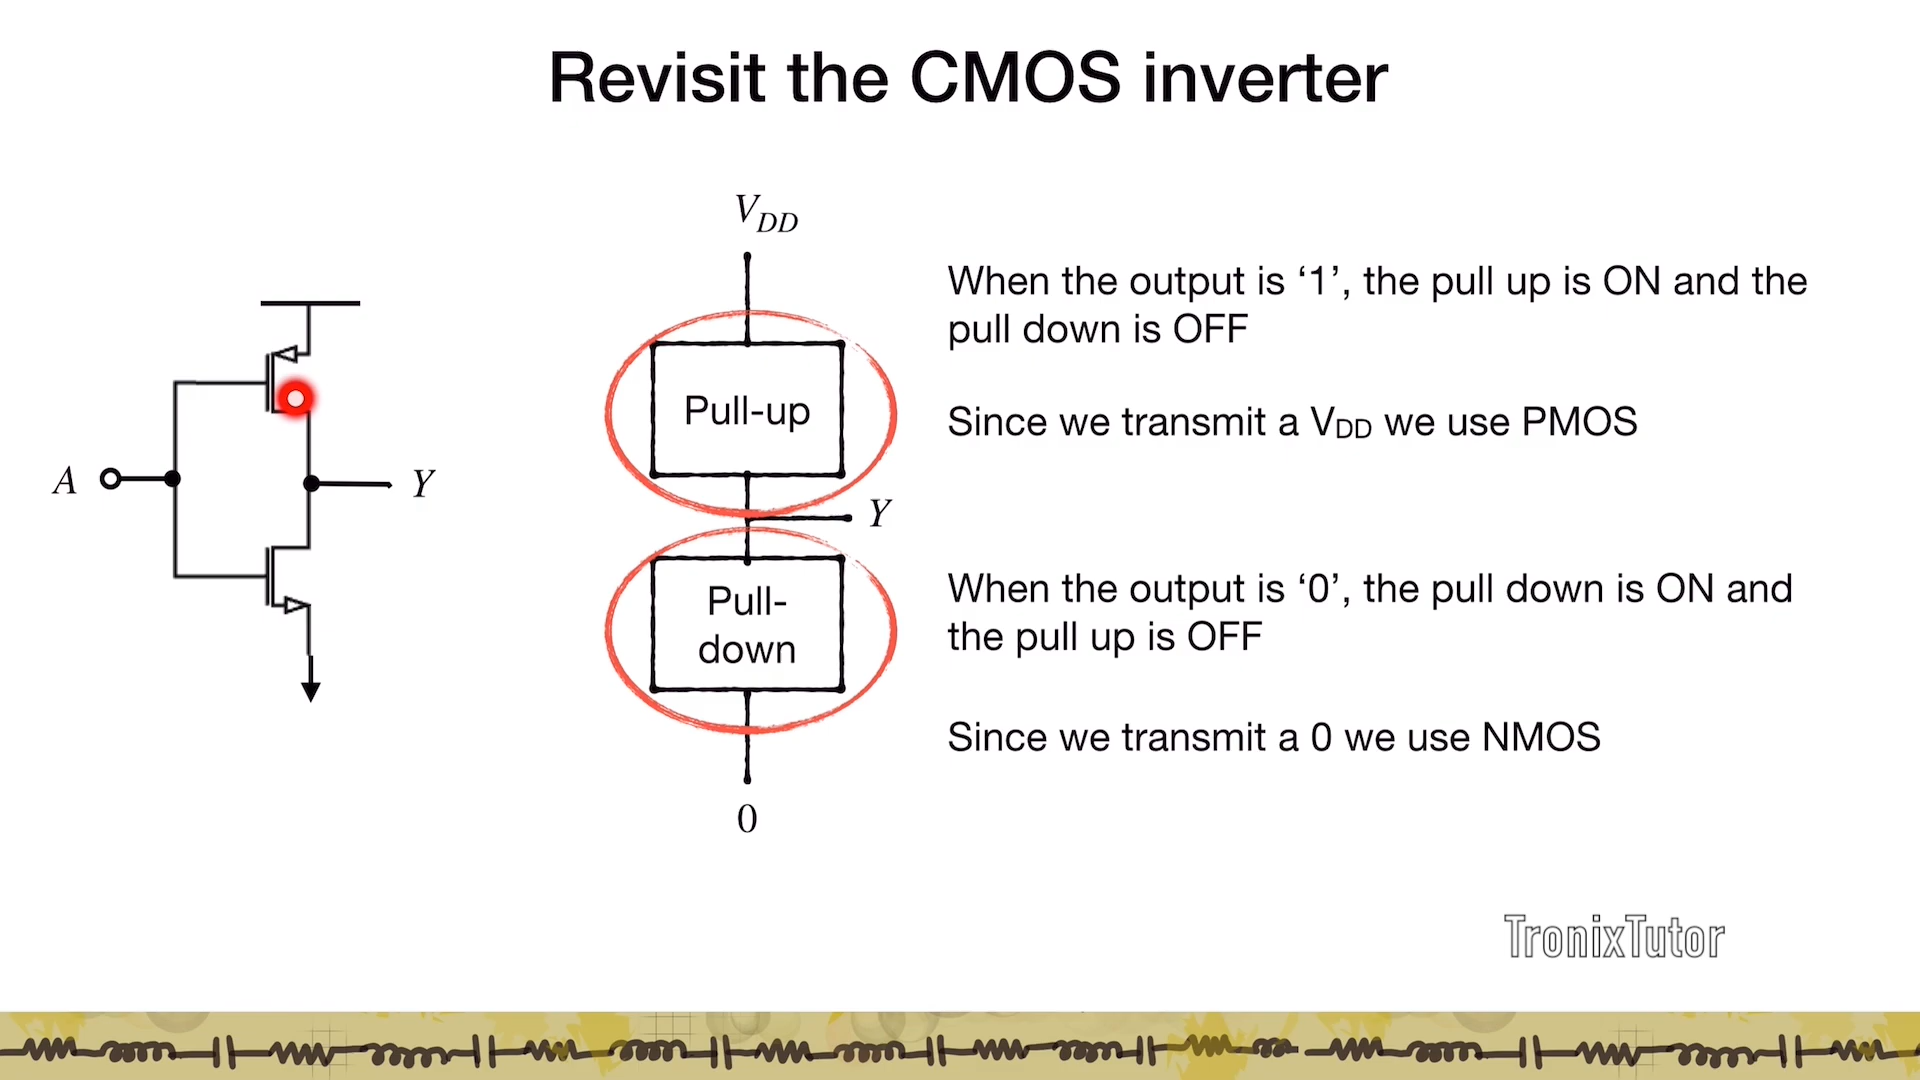 Revisit the CMOS inverter
A
Y
V_DD
Pull-up
Y
Pull-
down
0
When the output is ‘1’, the pull up is ON and the
pull down is OFF
Since we transmit a V_DD we use PMOS
When the output is ‘0’, the pull down is ON and
the pull up is OFF
Since we transmit a 0 we use NMOS
TronixTutor